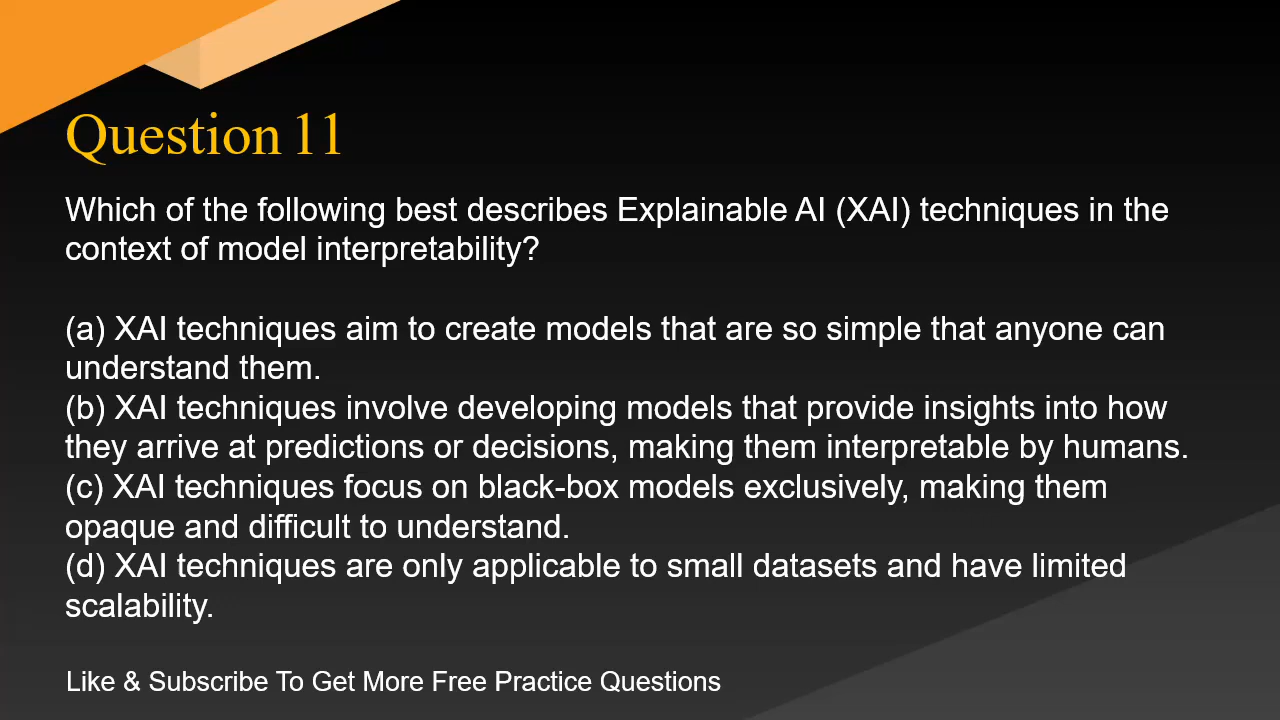 Question 11
Which of the following best describes Explainable AI (XAI) techniques in the
context of model interpretability?
(a) XAI techniques aim to create models that are so simple that anyone can
understand them.
(b) XAI techniques involve developing models that provide insights into how
they arrive at predictions or decisions, making them interpretable by humans.
(c) XAI techniques focus on black-box models exclusively, making them
opaque and difficult to understand.
(d) XAI techniques are only applicable to small datasets and have limited
scalability.
Like & Subscribe To Get More Free Practice Questions